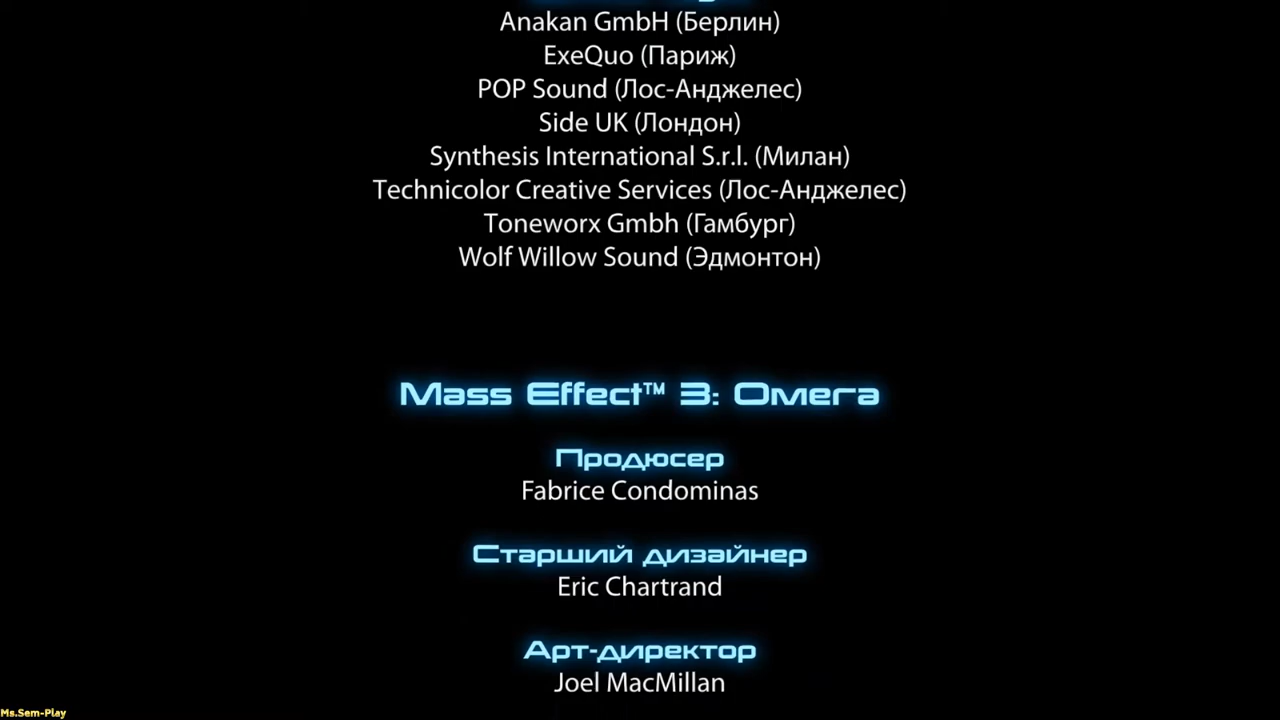 Anakan GmbH (Берлин)
ExeQuo (Париж)
POP Sound (Лос-Анджелес)
Side UK (Лондон)
Synthesis International S.r.l. (Милан)
Technicolor Creative Services (Лос-Анджелес)
Toneworx Gmbh (Гамбург)
Wolf Willow Sound (Эдмонтон)
Mass Effect™ 3: Омега
Продюсер
Fabrice Condominas
Старший дизайнер
Eric Chartrand
Арт-директор
Joel MacMillan
Ms.Sem-Play